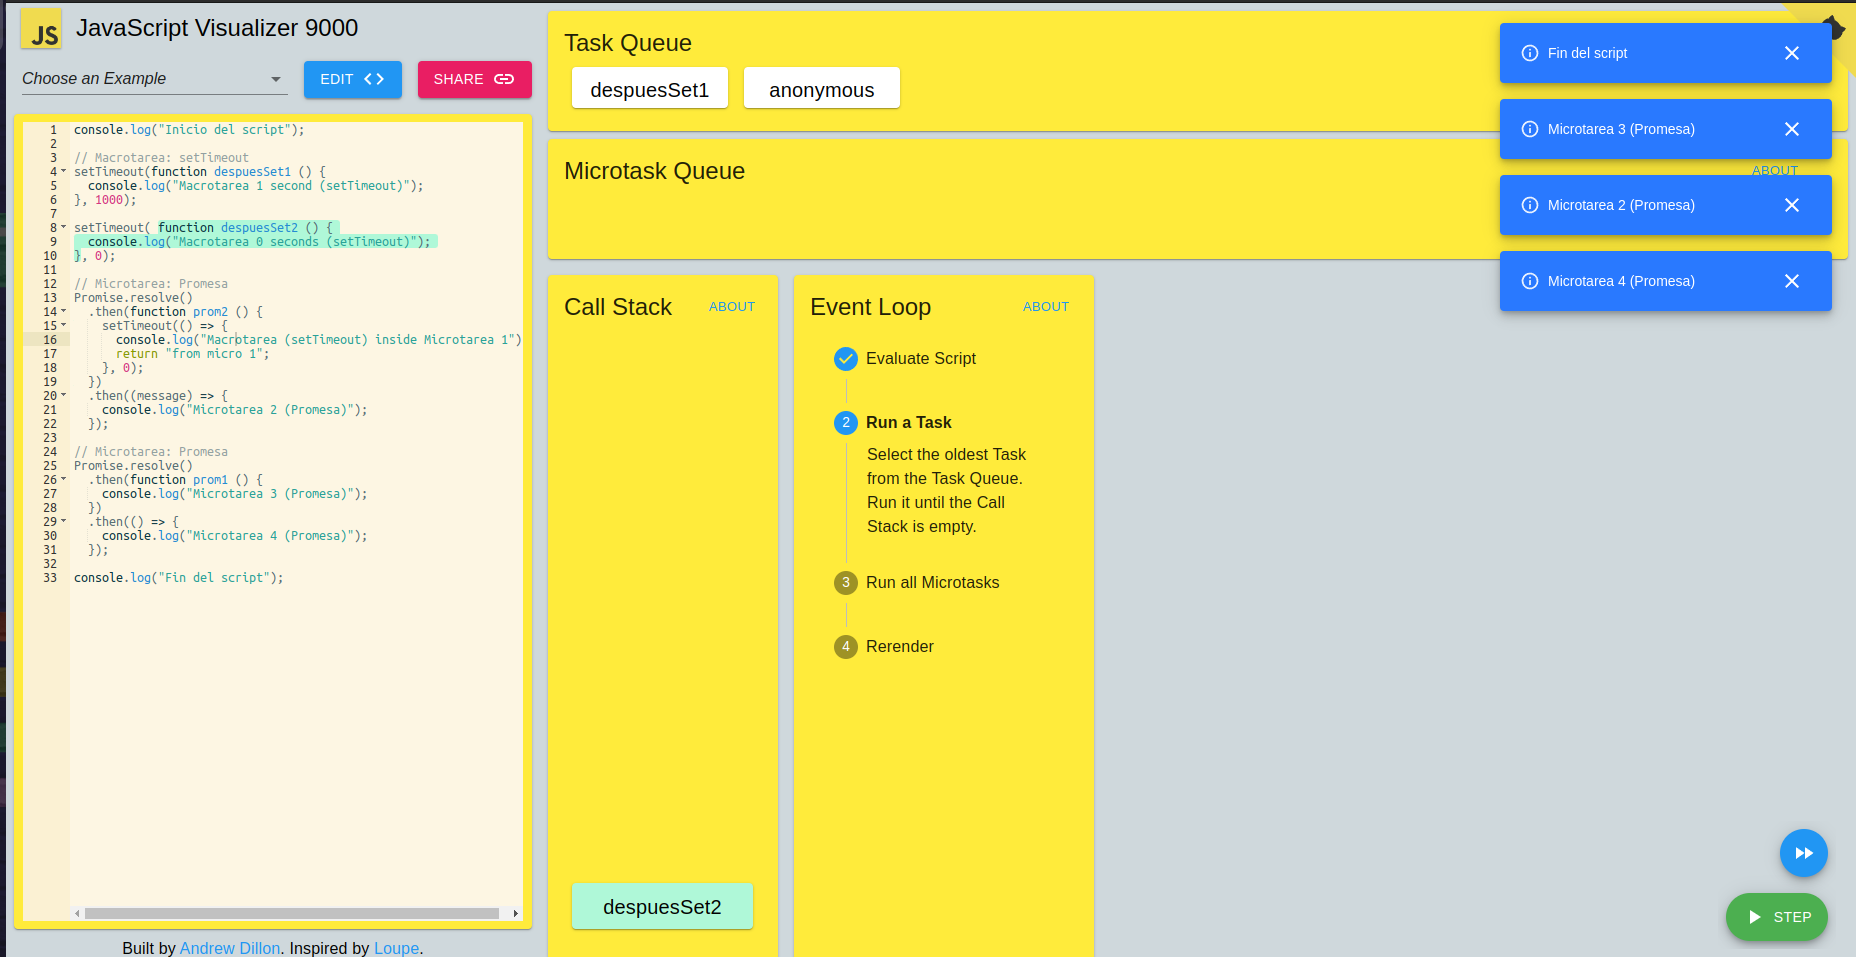 JS
JavaScript Visualizer 9000
Choose an Example
EDIT
SHARE
1 console.log("Inicio del script");
2
3 // Macrotarea: setTimeout
4 setTimeout(function despuesSet1 () {
5 console.log("Macrotarea 1 second (setTimeout)");
6 }, 1000);
7
8 setTimeout( function despuesSet2 () {
9 console.log("Macrotarea 0 seconds (setTimeout)");
10 }, 0);
11
12 // Microtarea: Promesa
13 Promise.resolve()
14 .then(function prom2 () {
15 setTimeout(() => {
16 console.log("Macrotarea (setTimeout) inside Microtarea 1")
17 return "from micro 1";
18 }, 0);
19 })
20 .then((message) => {
21 console.log("Microtarea 2 (Promesa)");
22 });
23
24 // Microtarea: Promesa
25 Promise.resolve()
26 .then(function prom1 () {
27 console.log("Microtarea 3 (Promesa)");
28 })
29 .then(() => {
30 console.log("Microtarea 4 (Promesa)");
31 });
32
33 console.log("Fin del script");
Built by Andrew Dillon. Inspired by Loupe.
Task Queue
despuesSet1
anonymous
Microtask Queue
ABOUT
Call Stack
ABOUT
despuesSet2
Event Loop
ABOUT
Evaluate Script
2 Run a Task
Select the oldest Task
from the Task Queue.
Run it until the Call
Stack is empty.
3 Run all Microtasks
4 Rerender
Fin del script
Microtarea 3 (Promesa)
Microtarea 2 (Promesa)
Microtarea 4 (Promesa)
STEP